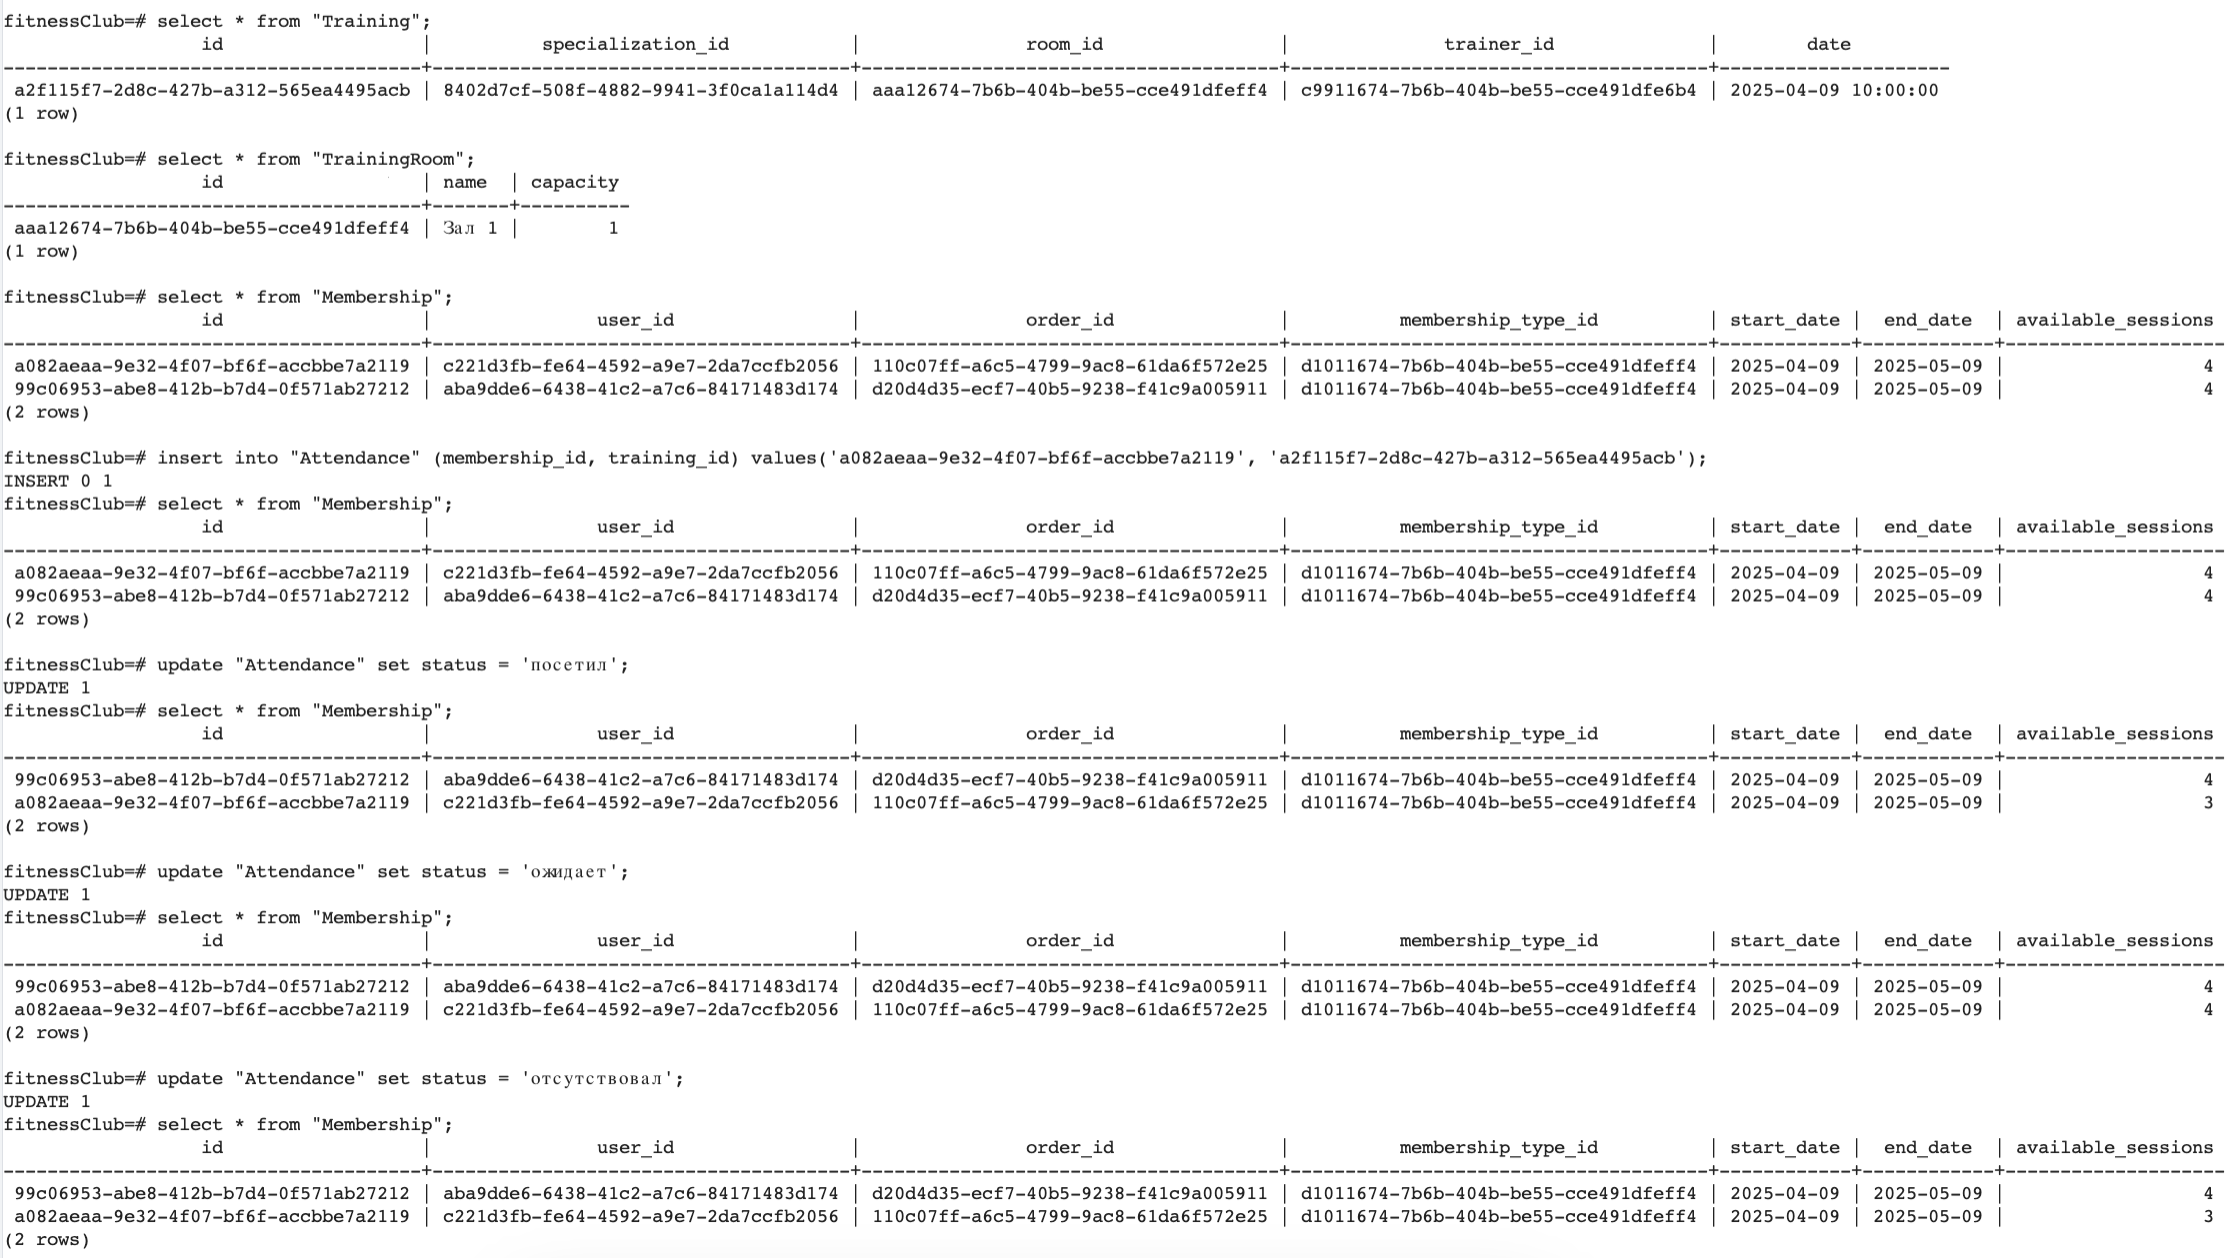 fitnessClub=# select * from "Training";
id | specialization_id | room_id | trainer_id | date
--------------------------------------+--------------------------------------+--------------------------------------+--------------------------------------+---------------------
a2f115f7-2d8c-427b-a312-565ea4495acb | 8402d7cf-508f-4882-9941-3f0ca1a114d4 | aaa12674-7b6b-404b-be55-cce491dfeff4 | c9911674-7b6b-404b-be55-cce491dfe6b4 | 2025-04-09 10:00:00
(1 row)
fitnessClub=# select * from "TrainingRoom";
id | name | capacity
--------------------------------------+-------+----------
aaa12674-7b6b-404b-be55-cce491dfeff4 | Зал 1 | 1
(1 row)
fitnessClub=# select * from "Membership";
id | user_id | order_id | membership_type_id | start_date | end_date | available_sessions
--------------------------------------+--------------------------------------+--------------------------------------+--------------------------------------+------------+------------+--------------------
a082aeaa-9e32-4f07-bf6f-accbbe7a2119 | c221d3fb-fe64-4592-a9e7-2da7ccfb2056 | 110c07ff-a6c5-4799-9ac8-61da6f572e25 | d1011674-7b6b-404b-be55-cce491dfeff4 | 2025-04-09 | 2025-05-09 | 4
99c06953-abe8-412b-b7d4-0f571ab27212 | aba9dde6-6438-41c2-a7c6-84171483d174 | d20d4d35-ecf7-40b5-9238-f41c9a005911 | d1011674-7b6b-404b-be55-cce491dfeff4 | 2025-04-09 | 2025-05-09 | 4
(2 rows)
fitnessClub=# insert into "Attendance" (membership_id, training_id) values('a082aeaa-9e32-4f07-bf6f-accbbe7a2119', 'a2f115f7-2d8c-427b-a312-565ea4495acb');
INSERT 0 1
fitnessClub=# select * from "Membership";
id | user_id | order_id | membership_type_id | start_date | end_date | available_sessions
--------------------------------------+--------------------------------------+--------------------------------------+--------------------------------------+------------+------------+--------------------
a082aeaa-9e32-4f07-bf6f-accbbe7a2119 | c221d3fb-fe64-4592-a9e7-2da7ccfb2056 | 110c07ff-a6c5-4799-9ac8-61da6f572e25 | d1011674-7b6b-404b-be55-cce491dfeff4 | 2025-04-09 | 2025-05-09 | 4
99c06953-abe8-412b-b7d4-0f571ab27212 | aba9dde6-6438-41c2-a7c6-84171483d174 | d20d4d35-ecf7-40b5-9238-f41c9a005911 | d1011674-7b6b-404b-be55-cce491dfeff4 | 2025-04-09 | 2025-05-09 | 4
(2 rows)
fitnessClub=# update "Attendance" set status = 'посетил';
UPDATE 1
fitnessClub=# select * from "Membership";
id | user_id | order_id | membership_type_id | start_date | end_date | available_sessions
--------------------------------------+--------------------------------------+--------------------------------------+--------------------------------------+------------+------------+--------------------
99c06953-abe8-412b-b7d4-0f571ab27212 | aba9dde6-6438-41c2-a7c6-84171483d174 | d20d4d35-ecf7-40b5-9238-f41c9a005911 | d1011674-7b6b-404b-be55-cce491dfeff4 | 2025-04-09 | 2025-05-09 | 4
a082aeaa-9e32-4f07-bf6f-accbbe7a2119 | c221d3fb-fe64-4592-a9e7-2da7ccfb2056 | 110c07ff-a6c5-4799-9ac8-61da6f572e25 | d1011674-7b6b-404b-be55-cce491dfeff4 | 2025-04-09 | 2025-05-09 | 3
(2 rows)
fitnessClub=# update "Attendance" set status = 'ожидает';
UPDATE 1
fitnessClub=# select * from "Membership";
id | user_id | order_id | membership_type_id | start_date | end_date | available_sessions
--------------------------------------+--------------------------------------+--------------------------------------+--------------------------------------+------------+------------+--------------------
99c06953-abe8-412b-b7d4-0f571ab27212 | aba9dde6-6438-41c2-a7c6-84171483d174 | d20d4d35-ecf7-40b5-9238-f41c9a005911 | d1011674-7b6b-404b-be55-cce491dfeff4 | 2025-04-09 | 2025-05-09 | 4
a082aeaa-9e32-4f07-bf6f-accbbe7a2119 | c221d3fb-fe64-4592-a9e7-2da7ccfb2056 | 110c07ff-a6c5-4799-9ac8-61da6f572e25 | d1011674-7b6b-404b-be55-cce491dfeff4 | 2025-04-09 | 2025-05-09 | 4
(2 rows)
fitnessClub=# update "Attendance" set status = 'отсутствовал';
UPDATE 1
fitnessClub=# select * from "Membership";
id | user_id | order_id | membership_type_id | start_date | end_date | available_sessions
--------------------------------------+--------------------------------------+--------------------------------------+--------------------------------------+------------+------------+--------------------
99c06953-abe8-412b-b7d4-0f571ab27212 | aba9dde6-6438-41c2-a7c6-84171483d174 | d20d4d35-ecf7-40b5-9238-f41c9a005911 | d1011674-7b6b-404b-be55-cce491dfeff4 | 2025-04-09 | 2025-05-09 | 4
a082aeaa-9e32-4f07-bf6f-accbbe7a2119 | c221d3fb-fe64-4592-a9e7-2da7ccfb2056 | 110c07ff-a6c5-4799-9ac8-61da6f572e25 | d1011674-7b6b-404b-be55-cce491dfeff4 | 2025-04-09 | 2025-05-09 | 3
(2 rows)